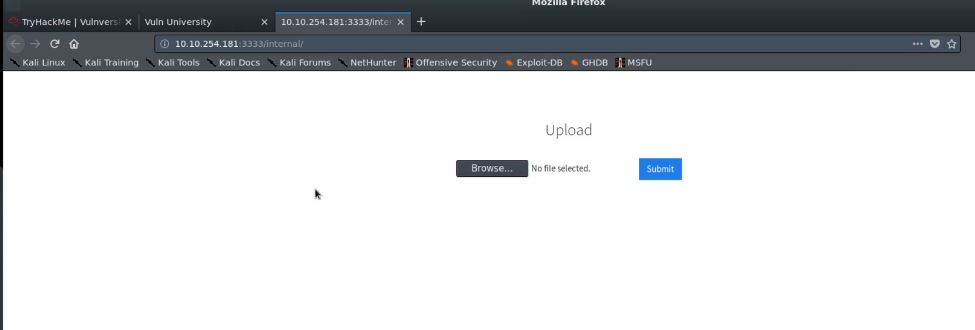 Mozilla Firefox
TryHackMe | Vulnvers Vuln University 10.10.254.181:3333/inter
10.10.254.181:3333/internal/
Kali Linux Kali Training Kali Tools Kali Docs Kali Forums NetHunter Offensive Security Exploit-DB GHDB MSFU
Upload
Browse... No file selected. Submit